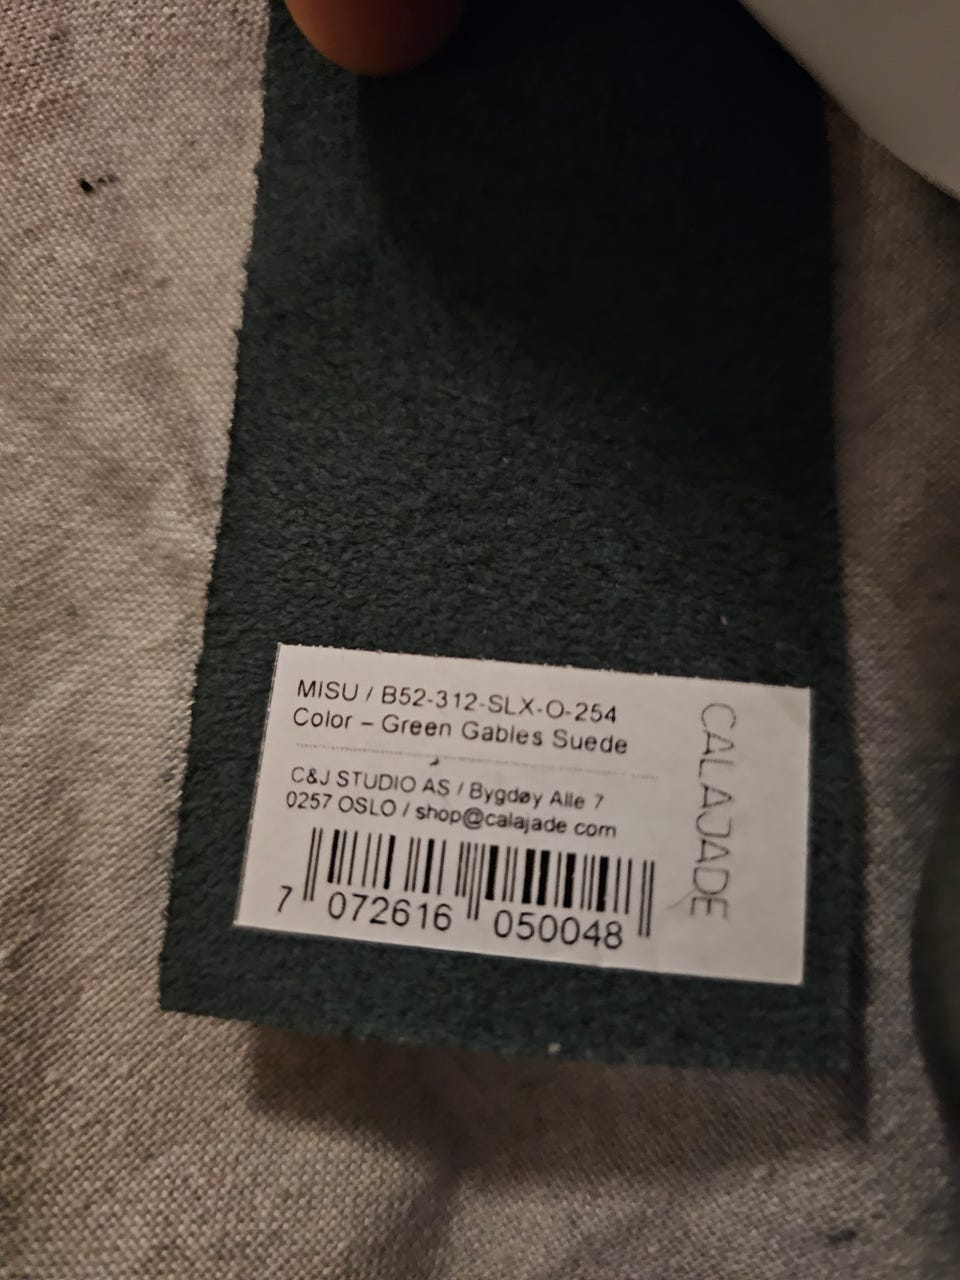 MISU / B52-312-SLX-O-254
Color – Green Gables Suede
C&J STUDIO AS / Bygdøy Alle 7
0257 OSLO / shop@calajade.com
7 072616 050048
CALAJADE